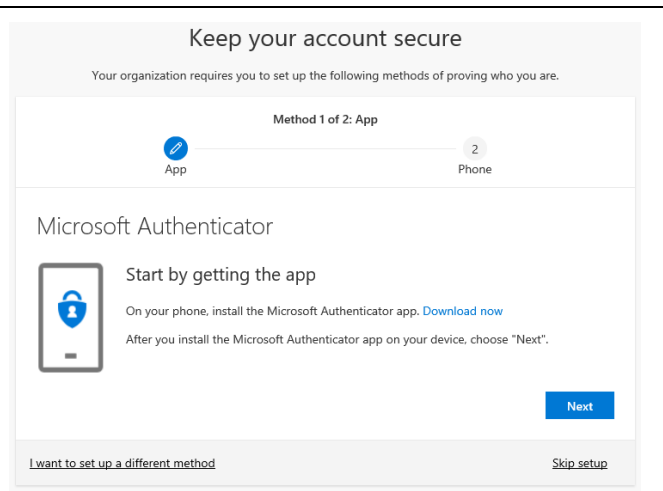 Keep your account secure
Your organization requires you to set up the following methods of proving who you are.
Method 1 of 2: App
2
App
Phone
Microsoft Authenticator
Start by getting the app
On your phone, install the Microsoft Authenticator app. Download now
After you install the Microsoft Authenticator app on your device, choose "Next".
Next
I want to set up a different method
Skip setup